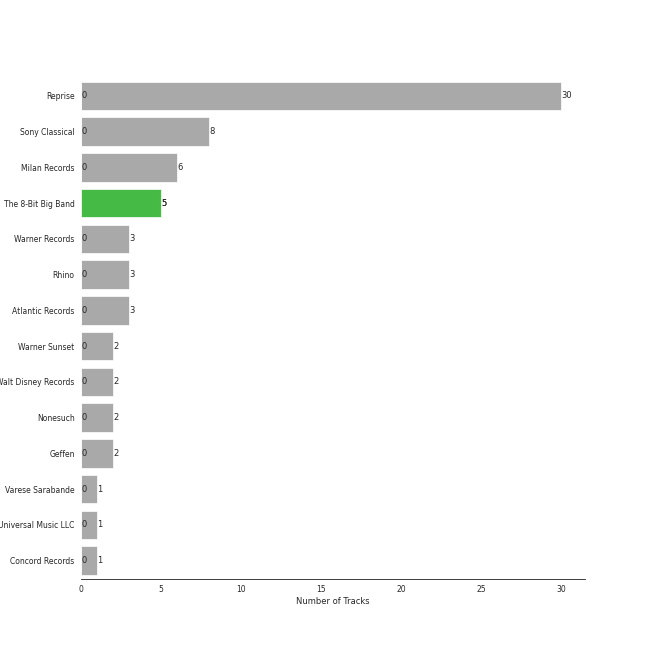 Reprise 0 30
Sony Classical 0 8
Milan Records 0 6
The 8-Bit Big Band 5
Warner Records 0 3
Rhino 0 3
Atlantic Records 0 3
Warner Sunset 0 2
Walt Disney Records 0 2
Nonesuch 0 2
Geffen 0 2
Varese Sarabande 0 1
Universal Music LLC 0 1
Concord Records 0 1
0 5 10 15 20 25 30
Number of Tracks